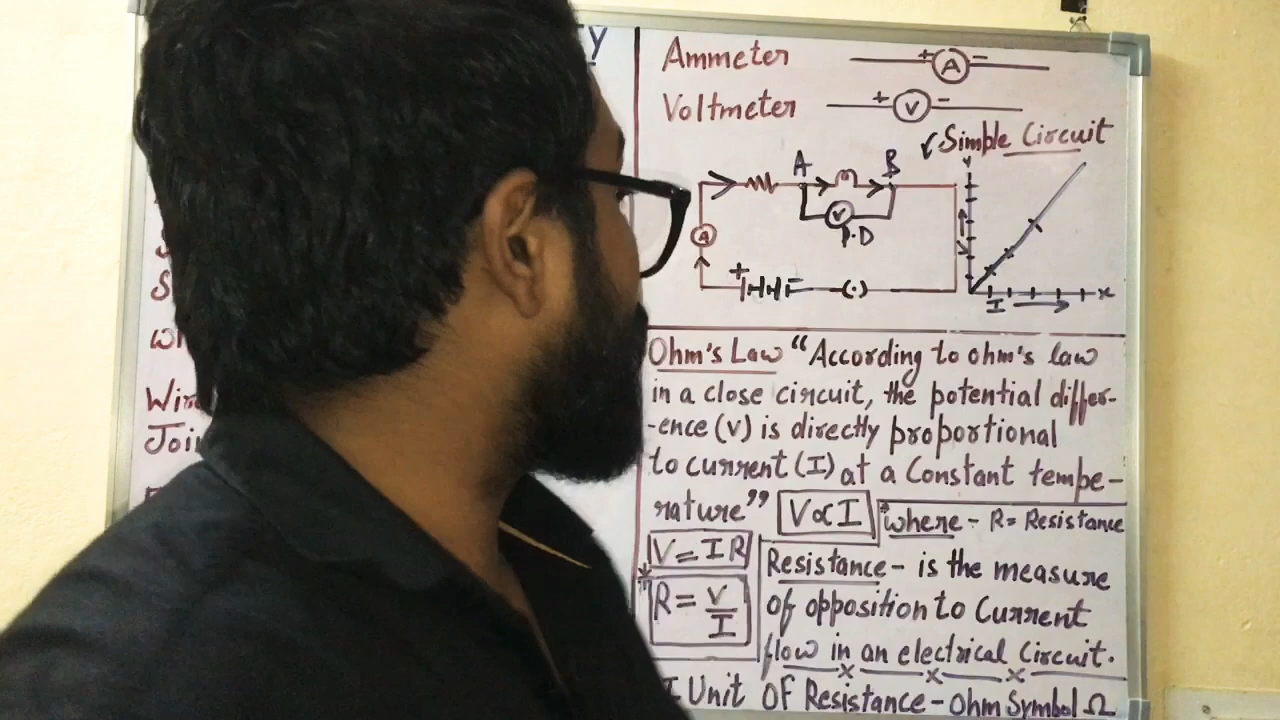 Y
Ammeter + A -
Voltmeter + V -
Simple Circuit
A B
V
P.D
A
+ -
V
V
I x
Wi
Join
Ohm's Law "According to ohm's law
in a close circuit, the potential differ-
-ence (v) is directly proportional
to current (I) at a Constant tempe-
rature" V∝I *where - R= Resistance
V = IR
* R = V/I
Resistance - is the measure
of opposition to Current
flow in an electrical Circuit.
I Unit OF Resistance - Ohm Symbol Ω